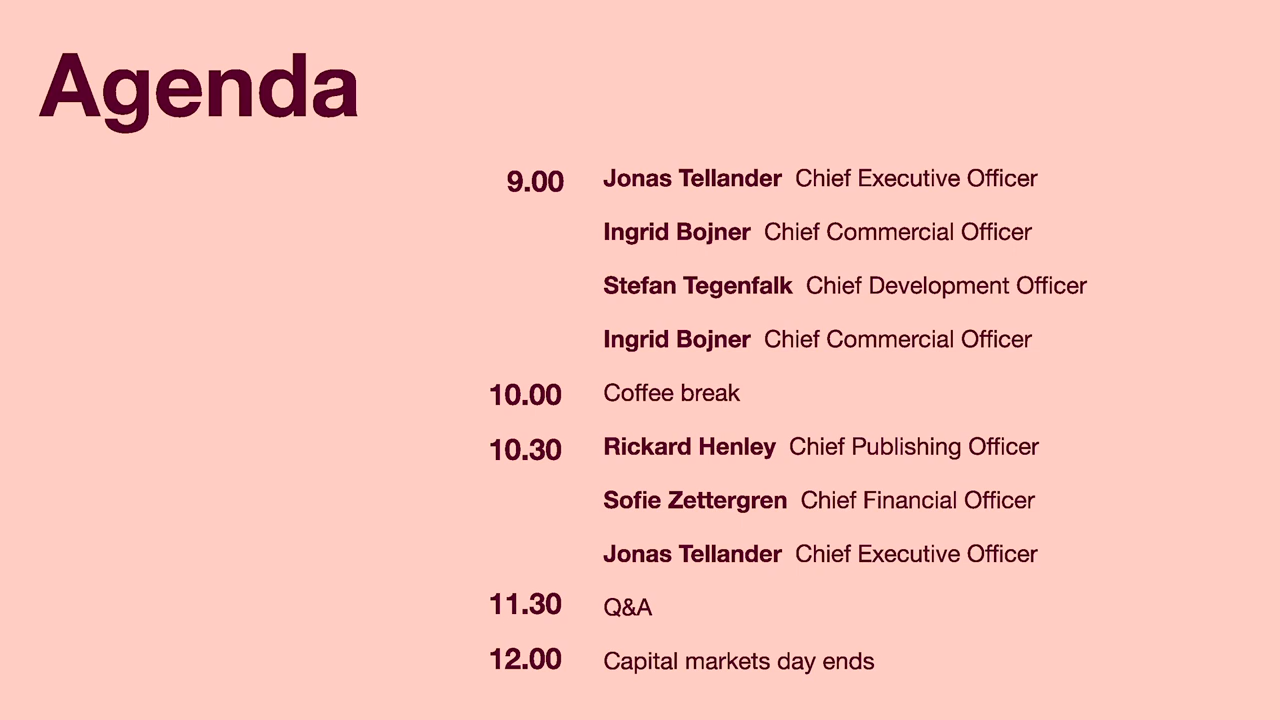 Agenda
9.00 Jonas Tellander Chief Executive Officer
Ingrid Bojner Chief Commercial Officer
Stefan Tegenfalk Chief Development Officer
Ingrid Bojner Chief Commercial Officer
10.00 Coffee break
10.30 Rickard Henley Chief Publishing Officer
Sofie Zettergren Chief Financial Officer
Jonas Tellander Chief Executive Officer
11.30 Q&A
12.00 Capital markets day ends